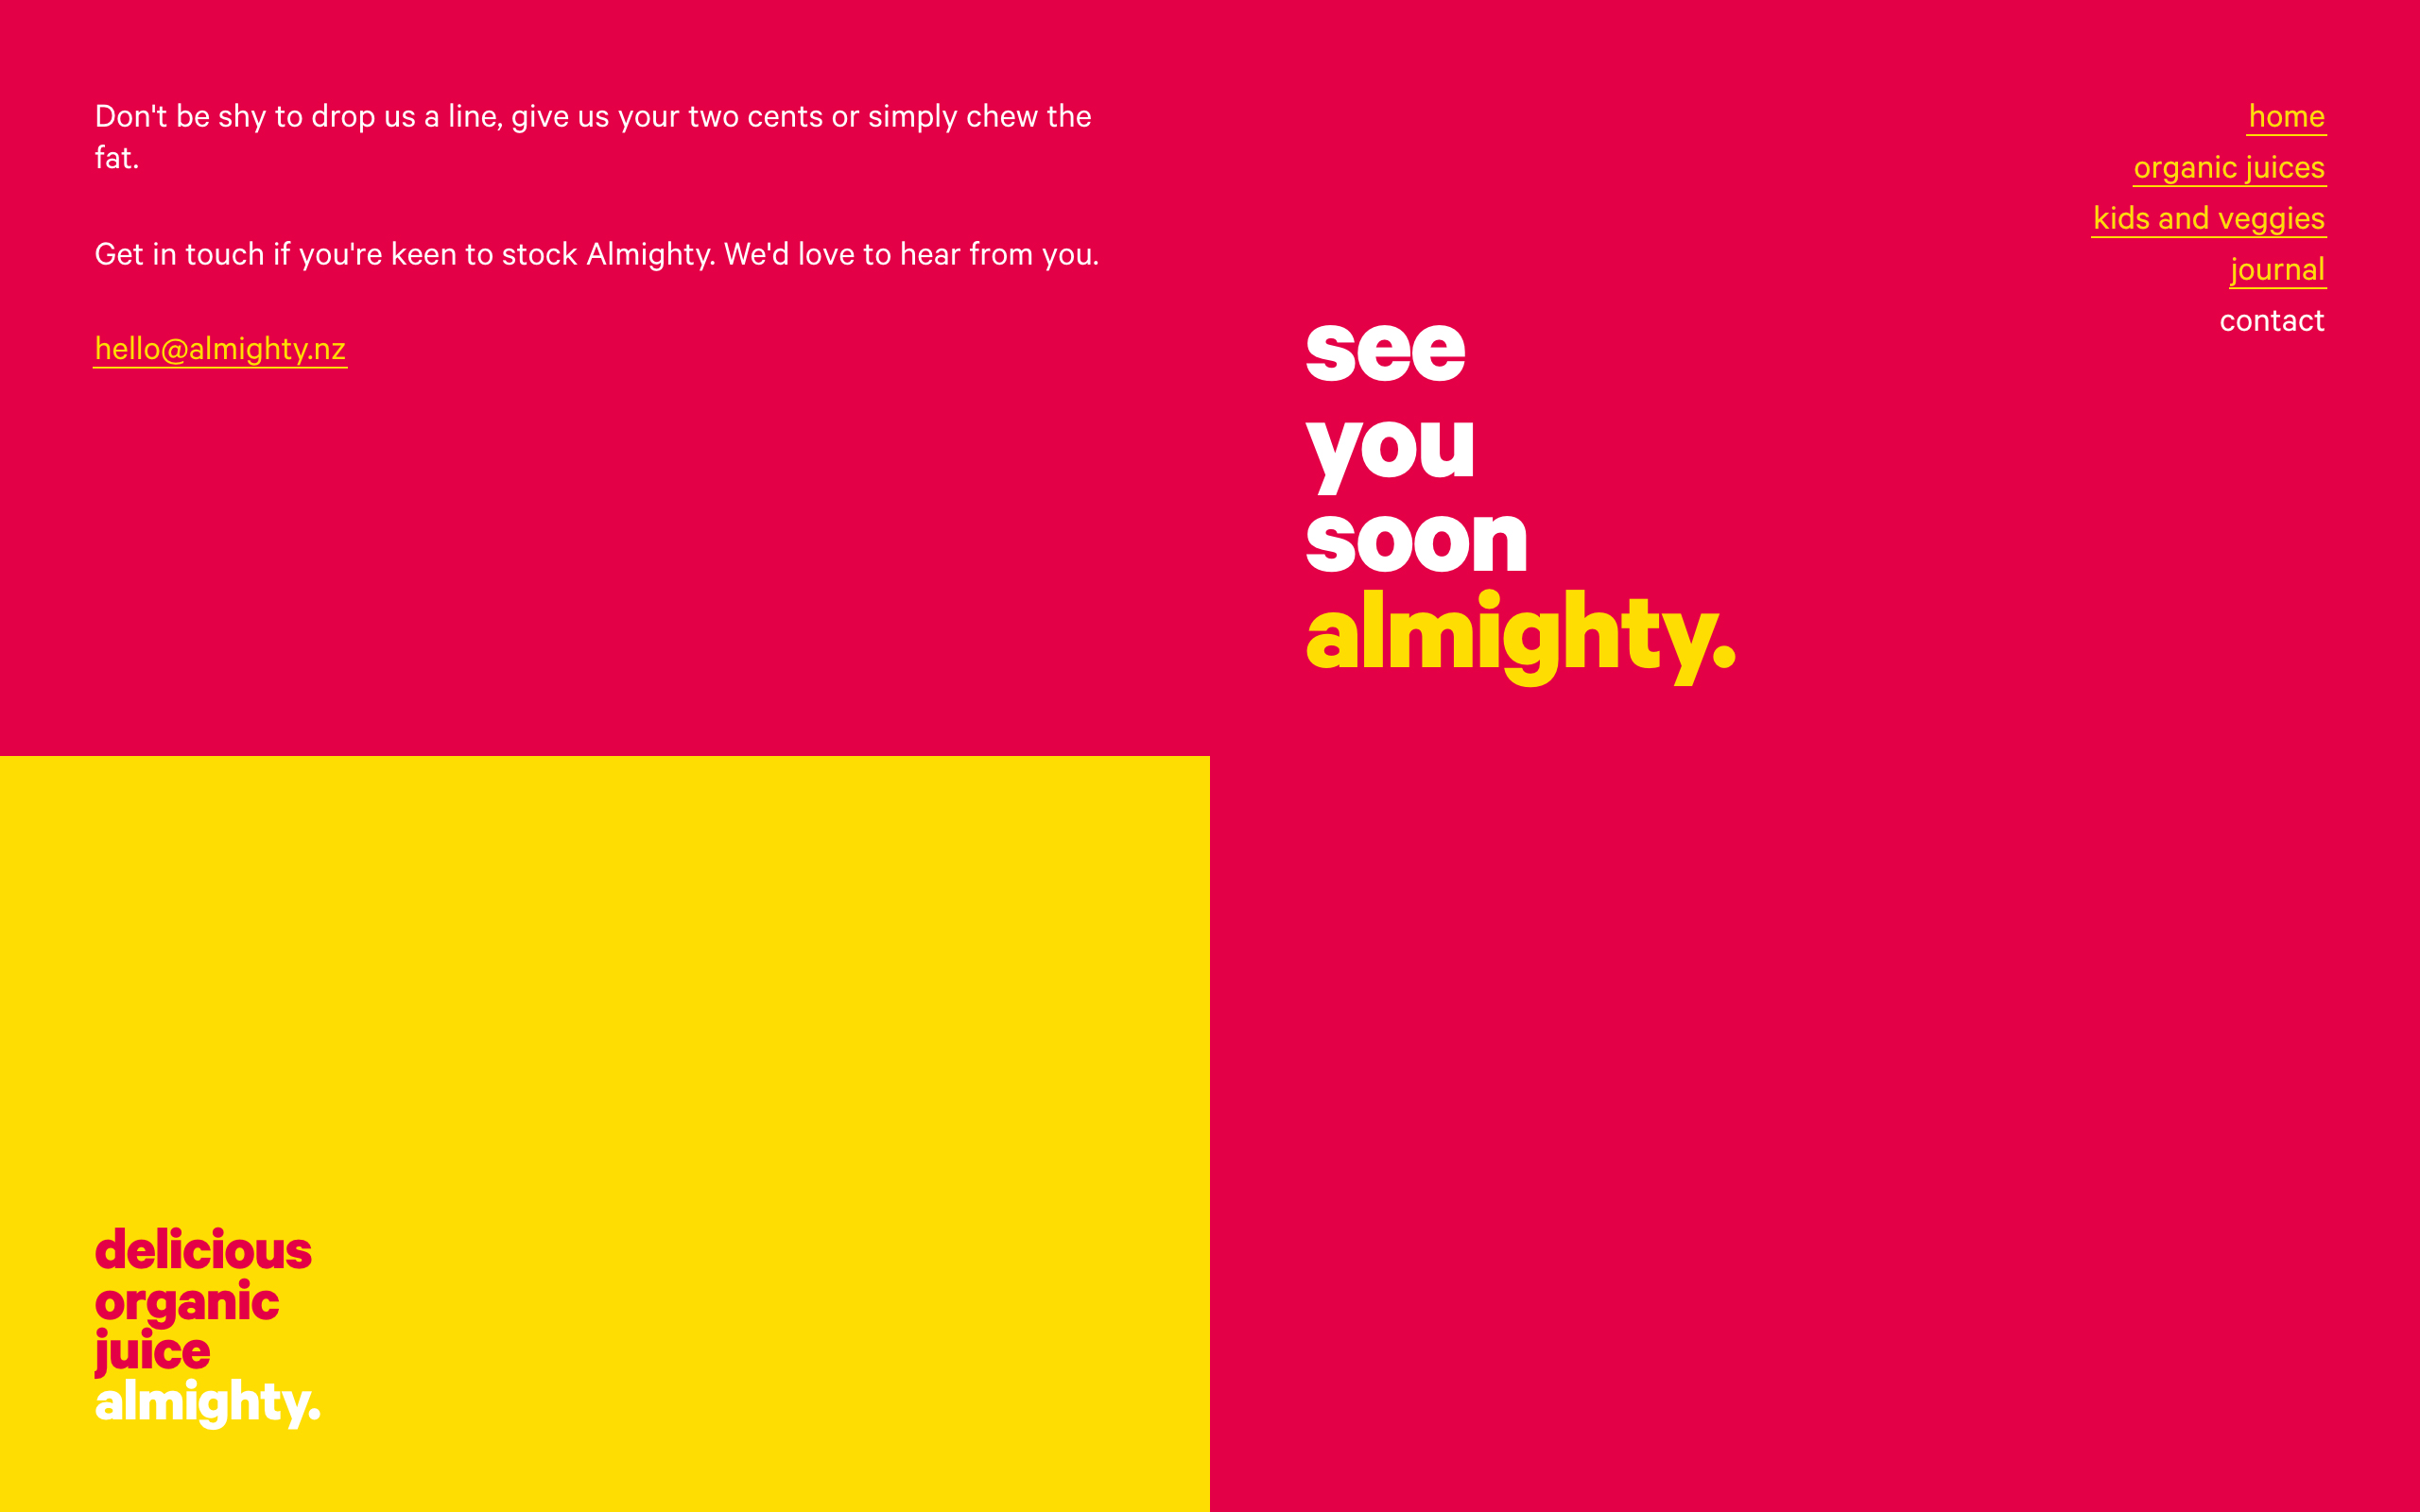 Don't be shy to drop us a line, give us your two cents or simply chew the
fat.
Get in touch if you're keen to stock Almighty. We'd love to hear from you.
hello@almighty.nz
home
organic juices
kids and veggies
journal
contact
see
you
soon
almighty.
delicious
organic
juice
almighty.